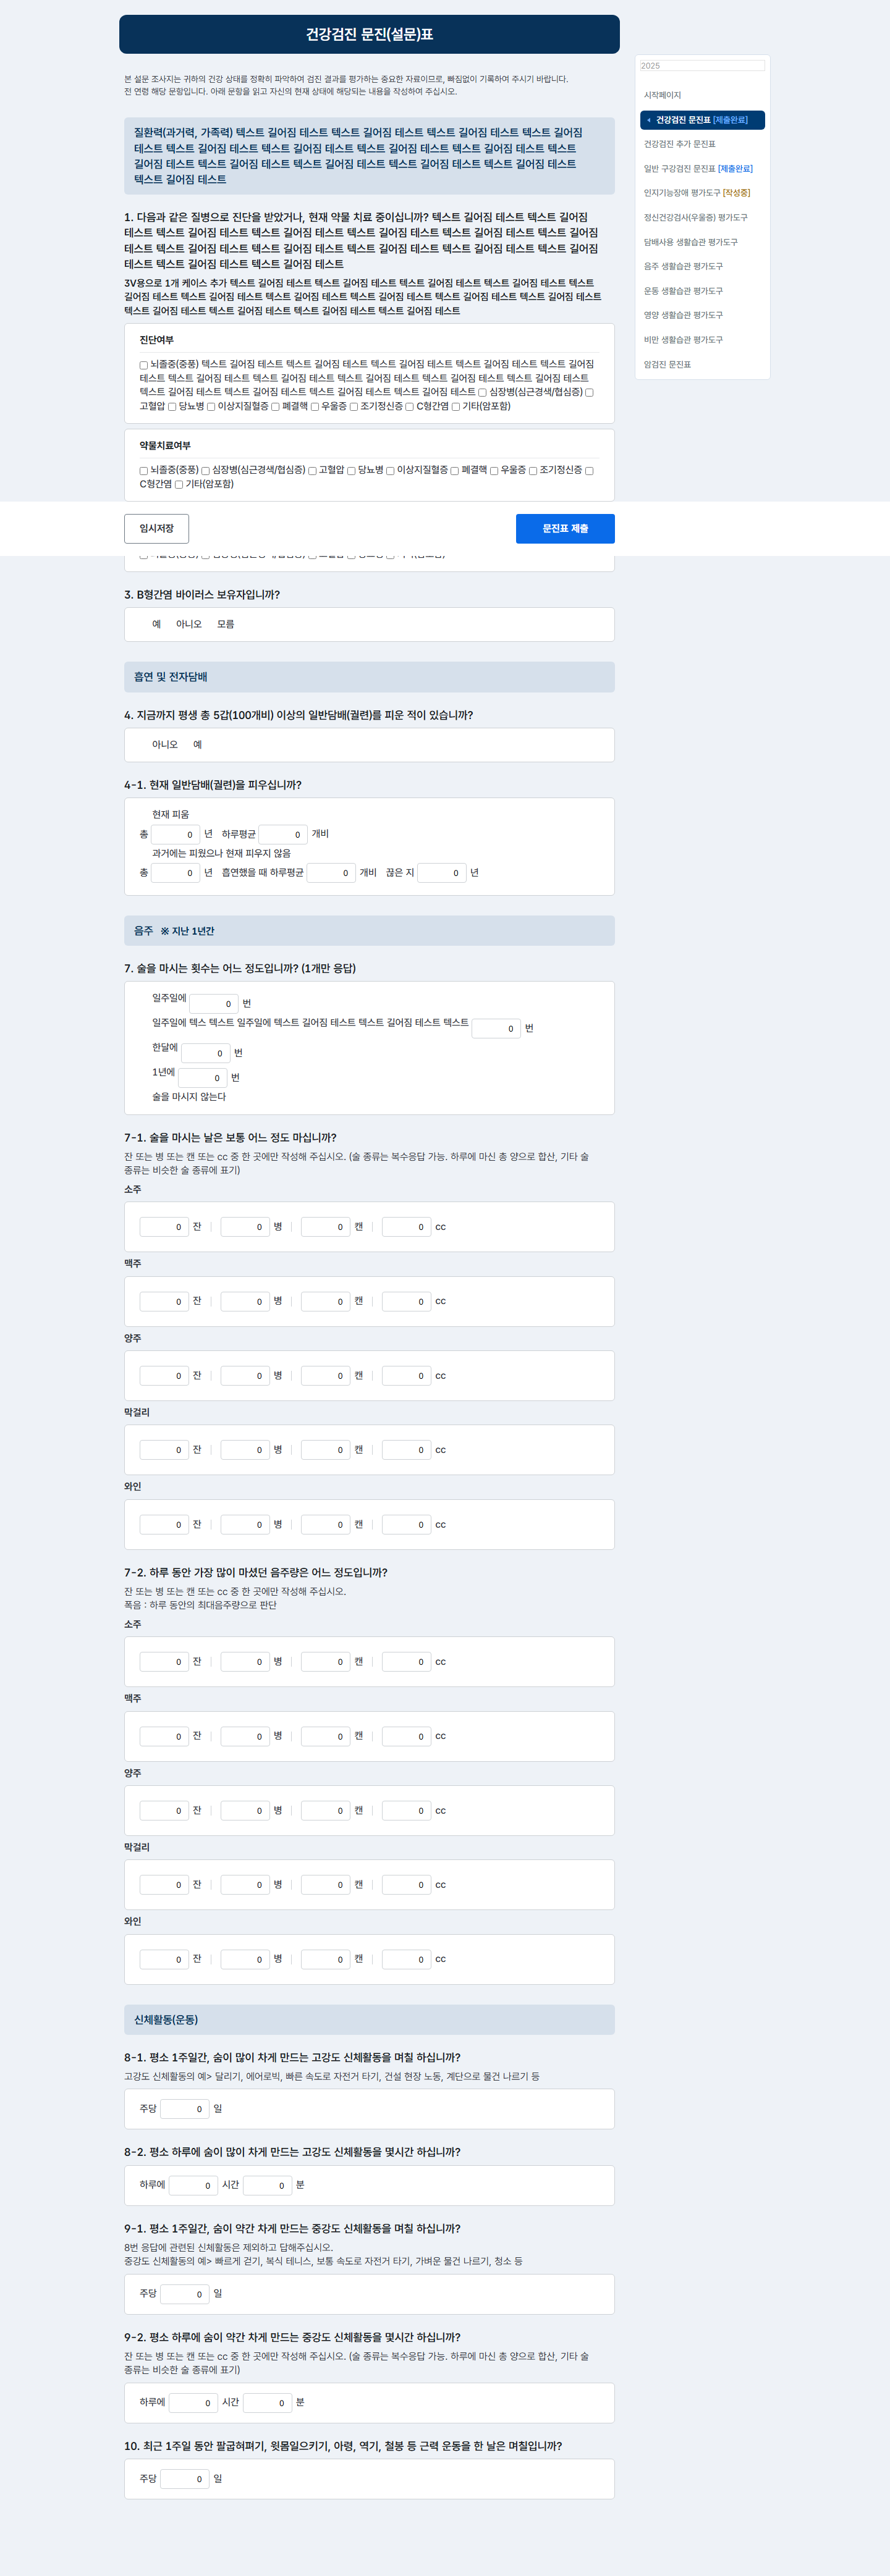 건강검진 문진(설문)표
본 설문 조사지는 귀하의 건강 상태를 정확히 파악하여 검진 결과를 평가하는 중요한 자료이므로, 빠짐없이 기록하여 주시기 바랍니다.
전 연령 해당 문항입니다. 아래 문항을 읽고 자신의 현재 상태에 해당되는 내용을 작성하여 주십시오.
질환력(과거력, 가족력) 텍스트 길어짐 테스트 텍스트 길어짐 테스트 텍스트 길어짐 테스트 텍스트 길어짐
테스트 텍스트 길어짐 테스트 텍스트 길어짐 테스트 텍스트 길어짐 테스트 텍스트 길어짐 테스트 텍스트
길어짐 테스트 텍스트 길어짐 테스트 텍스트 길어짐 테스트 텍스트 길어짐 테스트 텍스트 길어짐 테스트
텍스트 길어짐 테스트
1. 다음과 같은 질병으로 진단을 받았거나, 현재 약물 치료 중이십니까? 텍스트 길어짐 테스트 텍스트 길어짐
테스트 텍스트 길어짐 테스트 텍스트 길어짐 테스트 텍스트 길어짐 테스트 텍스트 길어짐 테스트 텍스트 길어짐
테스트 텍스트 길어짐 테스트 텍스트 길어짐 테스트 텍스트 길어짐 테스트 텍스트 길어짐 테스트 텍스트 길어짐
테스트 텍스트 길어짐 테스트 텍스트 길어짐 테스트
3V용으로 1개 케이스 추가 텍스트 길어짐 테스트 텍스트 길어짐 테스트 텍스트 길어짐 테스트 텍스트 길어짐 테스트 텍스트
길어짐 테스트 텍스트 길어짐 테스트 텍스트 길어짐 테스트 텍스트 길어짐 테스트 텍스트 길어짐 테스트 텍스트 길어짐 테스트
텍스트 길어짐 테스트 텍스트 길어짐 테스트 텍스트 길어짐 테스트 텍스트 길어짐 테스트
진단여부
뇌졸중(중풍) 텍스트 길어짐 테스트 텍스트 길어짐 테스트 텍스트 길어짐 테스트 텍스트 길어짐 테스트 텍스트 길어짐
테스트 텍스트 길어짐 테스트 텍스트 길어짐 테스트 텍스트 길어짐 테스트 텍스트 길어짐 테스트 텍스트 길어짐 테스트
텍스트 길어짐 테스트 텍스트 길어짐 테스트 텍스트 길어짐 테스트 텍스트 길어짐 테스트 심장병(심근경색/협심증)
고혈압 당뇨병 이상지질혈증 폐결핵 우울증 조기정신증 C형간염 기타(암포함)
약물치료여부
뇌졸중(중풍) 심장병(심근경색/협심증) 고혈압 당뇨병 이상지질혈증 폐결핵 우울증 조기정신증
C형간염 기타(암포함)
임시저장
문진표 제출
3. B형간염 바이러스 보유자입니까?
예 아니오 모름
흡연 및 전자담배
4. 지금까지 평생 총 5갑(100개비) 이상의 일반담배(궐련)를 피운 적이 있습니까?
아니오 예
4-1. 현재 일반담배(궐련)을 피우십니까?
현재 피움
총 0 년 하루평균 0 개비
과거에는 피웠으나 현재 피우지 않음
총 0 년 흡연했을 때 하루평균 0 개비 끊은 지 0 년
음주 ※ 지난 1년간
7. 술을 마시는 횟수는 어느 정도입니까? (1개만 응답)
일주일에 0 번
일주일에 텍스 텍스트 일주일에 텍스트 길어짐 테스트 텍스트 길어짐 테스트 텍스트 0 번
한달에 0 번
1년에 0 번
술을 마시지 않는다
7-1. 술을 마시는 날은 보통 어느 정도 마십니까?
잔 또는 병 또는 캔 또는 cc 중 한 곳에만 작성해 주십시오. (술 종류는 복수응답 가능. 하루에 마신 총 양으로 합산, 기타 술
종류는 비슷한 술 종류에 표기)
소주
0 잔 0 병 0 캔 0 cc
맥주
0 잔 0 병 0 캔 0 cc
양주
0 잔 0 병 0 캔 0 cc
막걸리
0 잔 0 병 0 캔 0 cc
와인
0 잔 0 병 0 캔 0 cc
7-2. 하루 동안 가장 많이 마셨던 음주량은 어느 정도입니까?
잔 또는 병 또는 캔 또는 cc 중 한 곳에만 작성해 주십시오.
폭음 : 하루 동안의 최대음주량으로 판단
소주
0 잔 0 병 0 캔 0 cc
맥주
0 잔 0 병 0 캔 0 cc
양주
0 잔 0 병 0 캔 0 cc
막걸리
0 잔 0 병 0 캔 0 cc
와인
0 잔 0 병 0 캔 0 cc
신체활동(운동)
8-1. 평소 1주일간, 숨이 많이 차게 만드는 고강도 신체활동을 며칠 하십니까?
고강도 신체활동의 예> 달리기, 에어로빅, 빠른 속도로 자전거 타기, 건설 현장 노동, 계단으로 물건 나르기 등
주당 0 일
8-2. 평소 하루에 숨이 많이 차게 만드는 고강도 신체활동을 몇시간 하십니까?
하루에 0 시간 0 분
9-1. 평소 1주일간, 숨이 약간 차게 만드는 중강도 신체활동을 며칠 하십니까?
8번 응답에 관련된 신체활동은 제외하고 답해주십시오.
중강도 신체활동의 예> 빠르게 걷기, 복식 테니스, 보통 속도로 자전거 타기, 가벼운 물건 나르기, 청소 등
주당 0 일
9-2. 평소 하루에 숨이 약간 차게 만드는 중강도 신체활동을 몇시간 하십니까?
잔 또는 병 또는 캔 또는 cc 중 한 곳에만 작성해 주십시오. (술 종류는 복수응답 가능. 하루에 마신 총 양으로 합산, 기타 술
종류는 비슷한 술 종류에 표기)
하루에 0 시간 0 분
10. 최근 1주일 동안 팔굽혀펴기, 윗몸일으키기, 아령, 역기, 철봉 등 근력 운동을 한 날은 며칠입니까?
주당 0 일
2025
시작페이지
건강검진 문진표 [제출완료]
건강검진 추가 문진표
일반 구강검진 문진표 [제출완료]
인지기능장애 평가도구 [작성중]
정신건강검사(우울증) 평가도구
담배사용 생활습관 평가도구
음주 생활습관 평가도구
운동 생활습관 평가도구
영양 생활습관 평가도구
비만 생활습관 평가도구
암검진 문진표